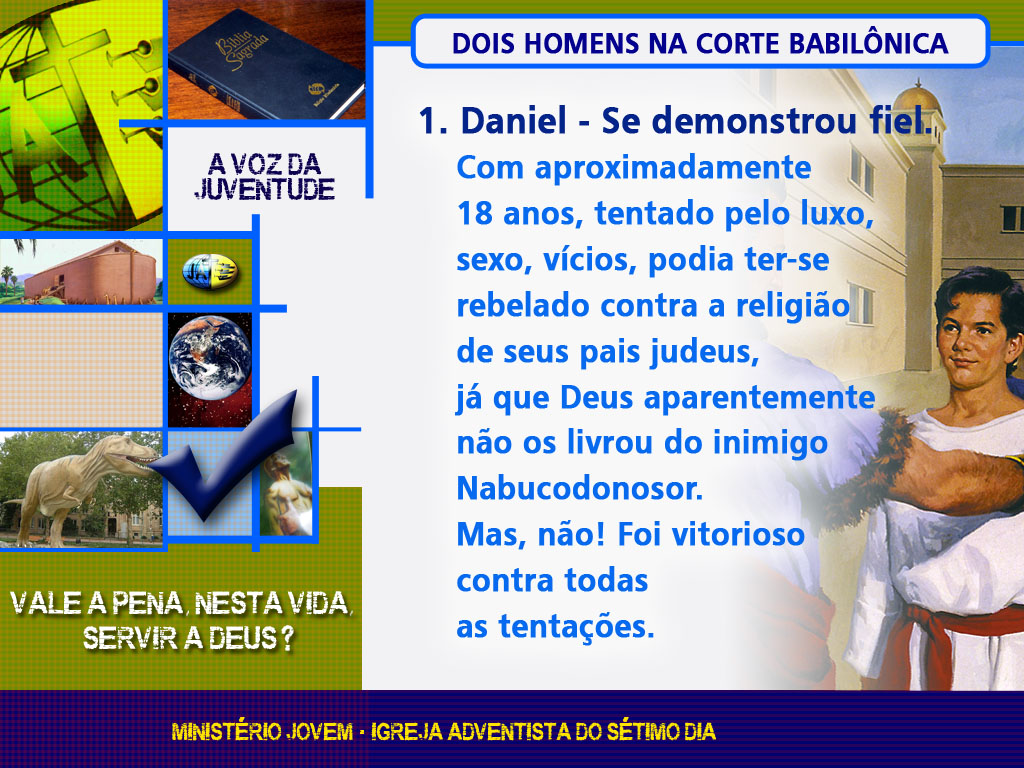 DOIS HOMENS NA CORTE BABILÔNICA
1. Daniel - Se demonstrou fiel.
Com aproximadamente
18 anos, tentado pelo luxo,
sexo, vícios, podia ter-se
rebelado contra a religião
de seus pais judeus,
já que Deus aparentemente
não os livrou do inimigo
Nabucodonosor.
Mas, não! Foi vitorioso
contra todas
as tentações.
Bíblia
Sagrada
A VOZ DA
JUVENTUDE
VALE A PENA, NESTA VIDA,
SERVIR A DEUS?
MINISTÉRIO JOVEM - IGREJA ADVENTISTA DO SÉTIMO DIA